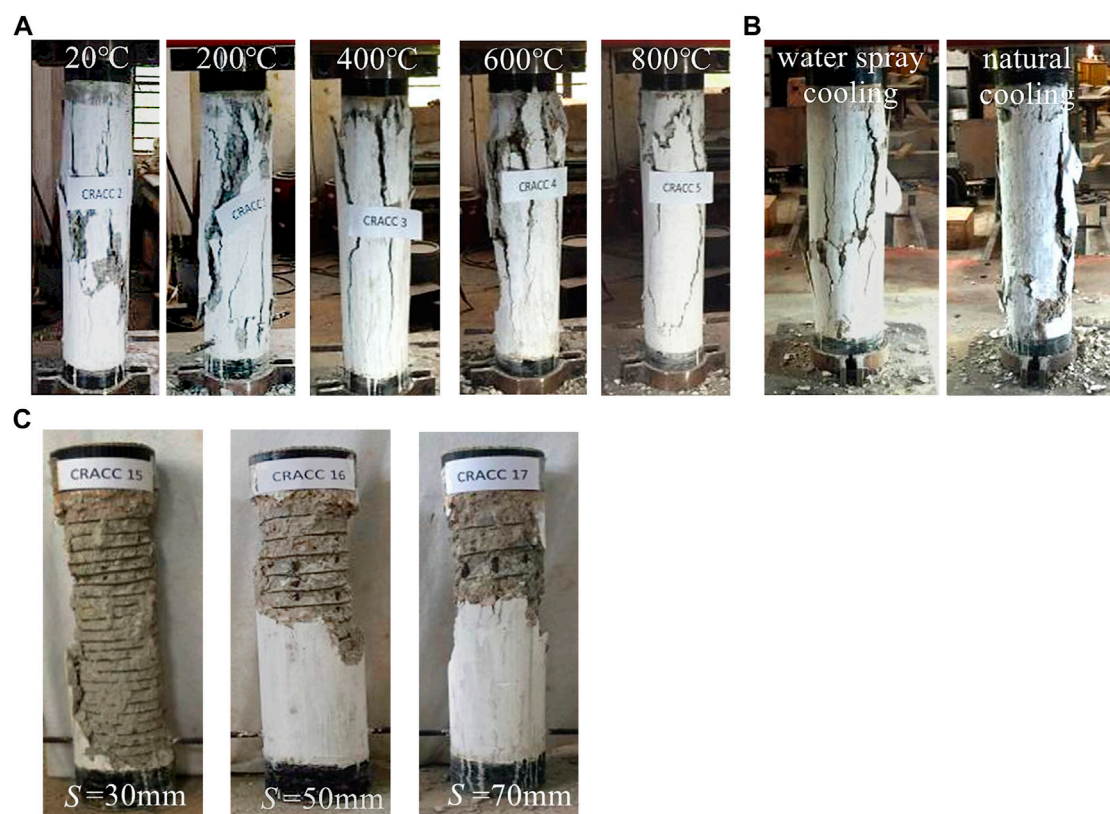 A
20℃
200℃
400℃
600℃
800℃
CRACC 2
CRACC
CRACC 3
CRACC 4
CRACC 5
B
water spray
cooling
natural
cooling
C
CRACC 15
CRACC 16
CRACC 17
S=30mm
S=50mm
S=70mm